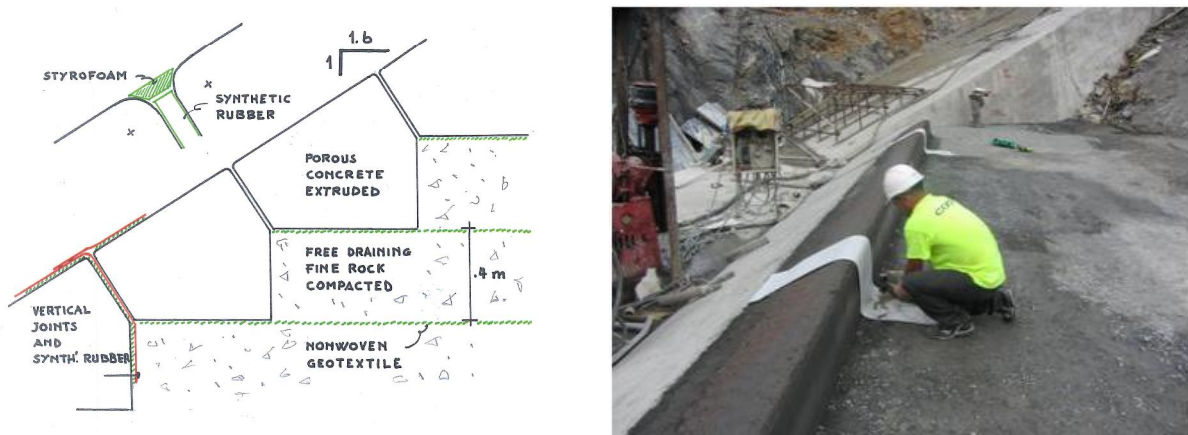 1.6
1
STYROFOAM
SYNTHETIC
RUBBER
POROUS
CONCRETE
EXTRUDED
FREE DRAINING
FINE ROCK
COMPACTED
.4 m
VERTICAL
JOINTS
AND
SYNTH. RUBBER
NONWOVEN
GEOTEXTILE